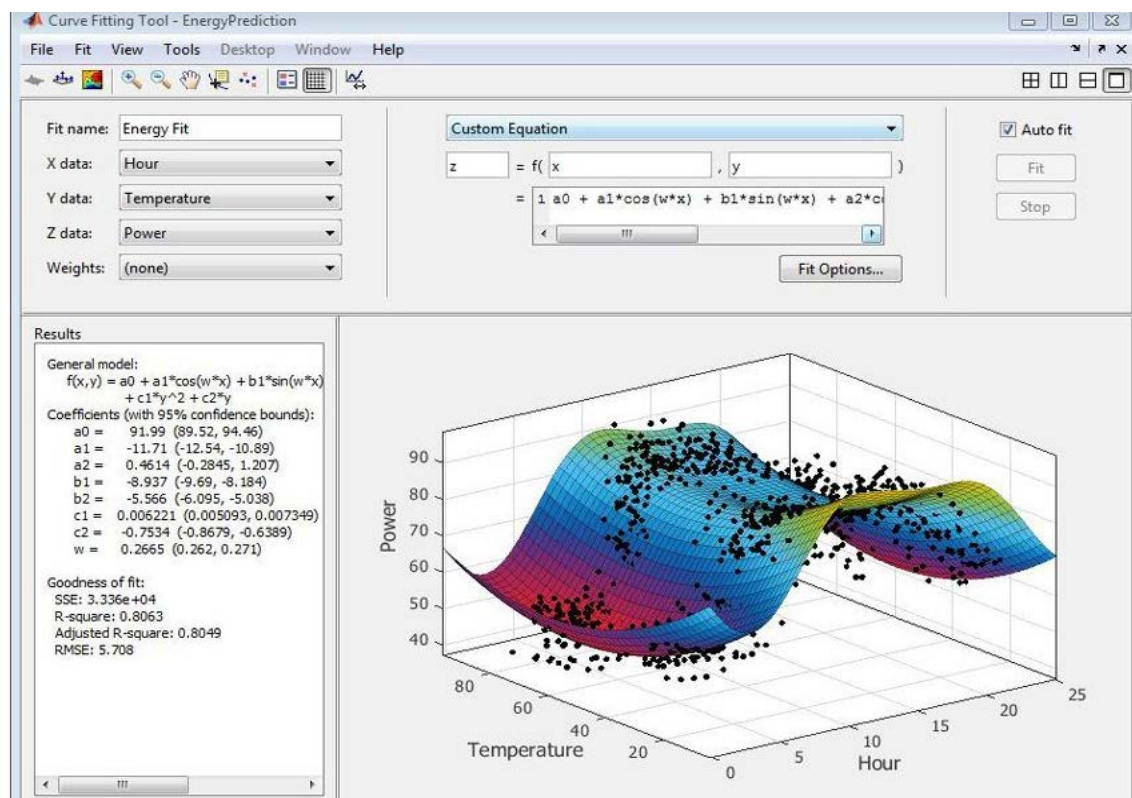 Curve Fitting Tool - EnergyPrediction
File Fit View Tools Desktop Window Help
Fit name: Energy Fit
X data: Hour
Y data: Temperature
Z data: Power
Weights: (none)
Custom Equation
z = f( x , y )
= 1 a0 + a1*cos(w*x) + b1*sin(w*x) + a2*c
Fit Options...
Auto fit
Fit
Stop
Results
General model:
f(x,y) = a0 + a1*cos(w*x) + b1*sin(w*x)
+ c1*y^2 + c2*y
Coefficients (with 95% confidence bounds):
a0 = 91.99 (89.52, 94.46)
a1 = -11.71 (-12.54, -10.89)
a2 = 0.4614 (-0.2845, 1.207)
b1 = -8.937 (-9.69, -8.184)
b2 = -5.566 (-6.095, -5.038)
c1 = 0.006221 (0.005093, 0.007349)
c2 = -0.7534 (-0.8679, -0.6389)
w = 0.2665 (0.262, 0.271)
Goodness of fit:
SSE: 3.336e+04
R-square: 0.8063
Adjusted R-square: 0.8049
RMSE: 5.708
Power
90
80
70
60
50
40
Temperature
80
60
40
20
Hour
0
5
10
15
20
25